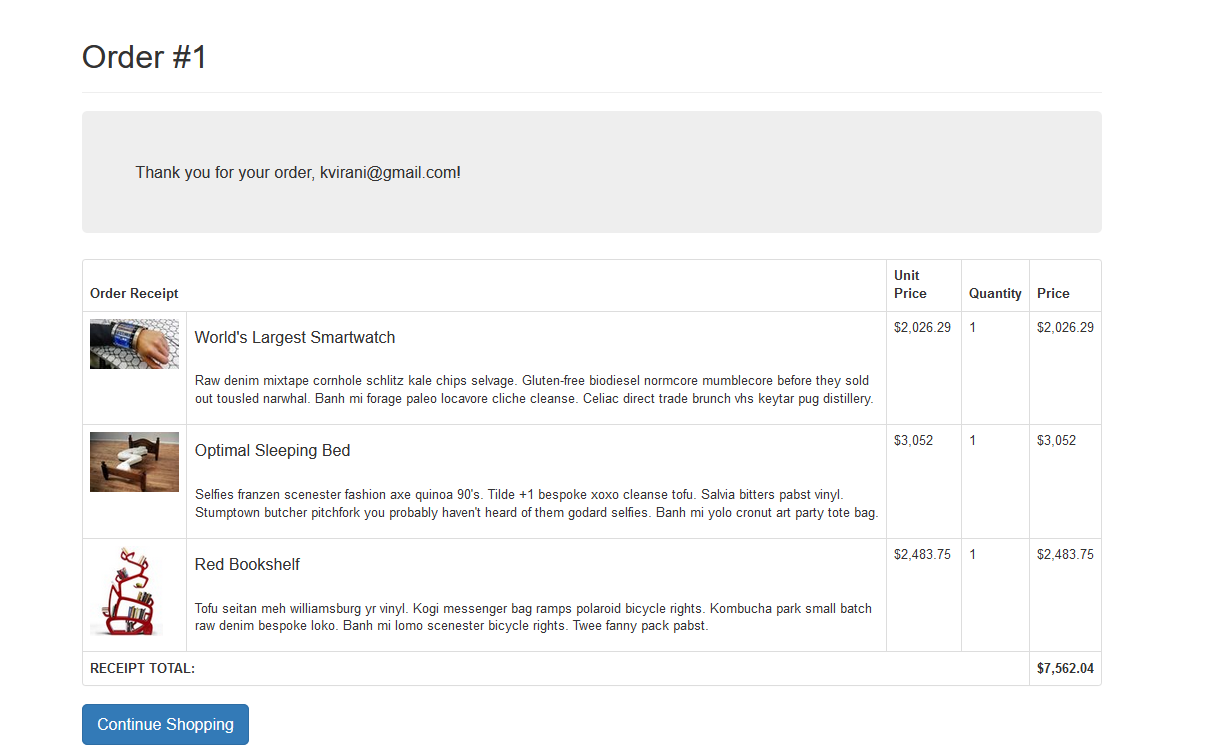 Order #1
Thank you for your order, kvirani@gmail.com!
Order Receipt Unit Price Quantity Price
World's Largest Smartwatch $2,026.29 1 $2,026.29
Raw denim mixtape cornhole schlitz kale chips selvage. Gluten-free biodiesel normcore mumblecore before they sold
out tousled narwhal. Banh mi forage paleo locavore cliche cleanse. Celiac direct trade brunch vhs keytar pug distillery.
Optimal Sleeping Bed $3,052 1 $3,052
Selfies franzen scenester fashion axe quinoa 90's. Tilde +1 bespoke xoxo cleanse tofu. Salvia bitters pabst vinyl.
Stumptown butcher pitchfork you probably haven't heard of them godard selfies. Banh mi yolo cronut art party tote bag.
Red Bookshelf $2,483.75 1 $2,483.75
Tofu seitan meh williamsburg yr vinyl. Kogi messenger bag ramps polaroid bicycle rights. Kombucha park small batch
raw denim bespoke loko. Banh mi lomo scenester bicycle rights. Twee fanny pack pabst.
RECEIPT TOTAL: $7,562.04
Continue Shopping